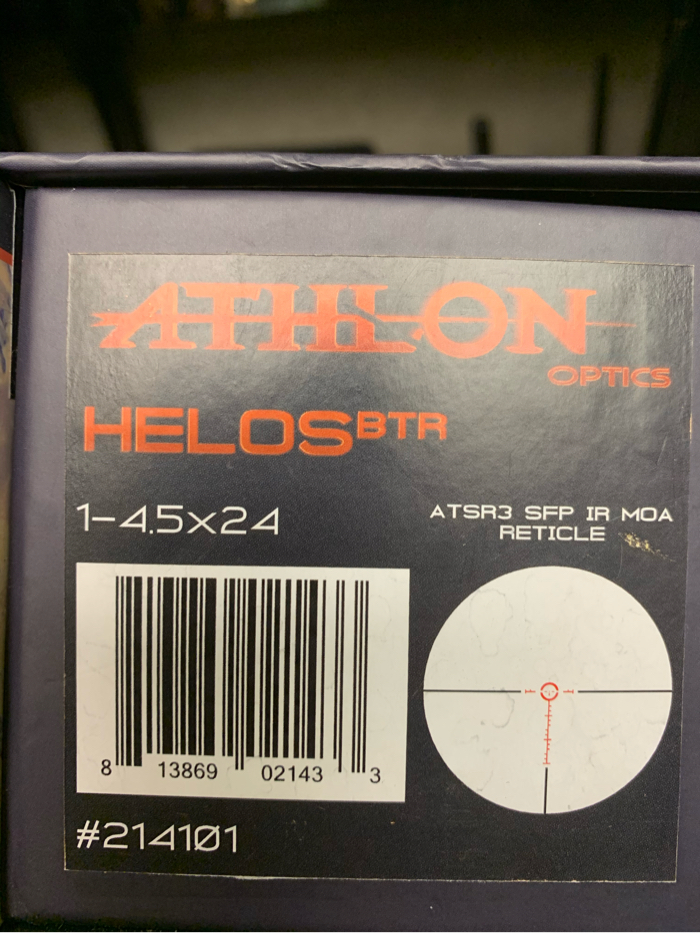 ATHLON
OPTICS
HELOS BTR
1-4.5x24
ATSR3 SFP IR MOA
RETICLE
8 13869 02143 3
#214101